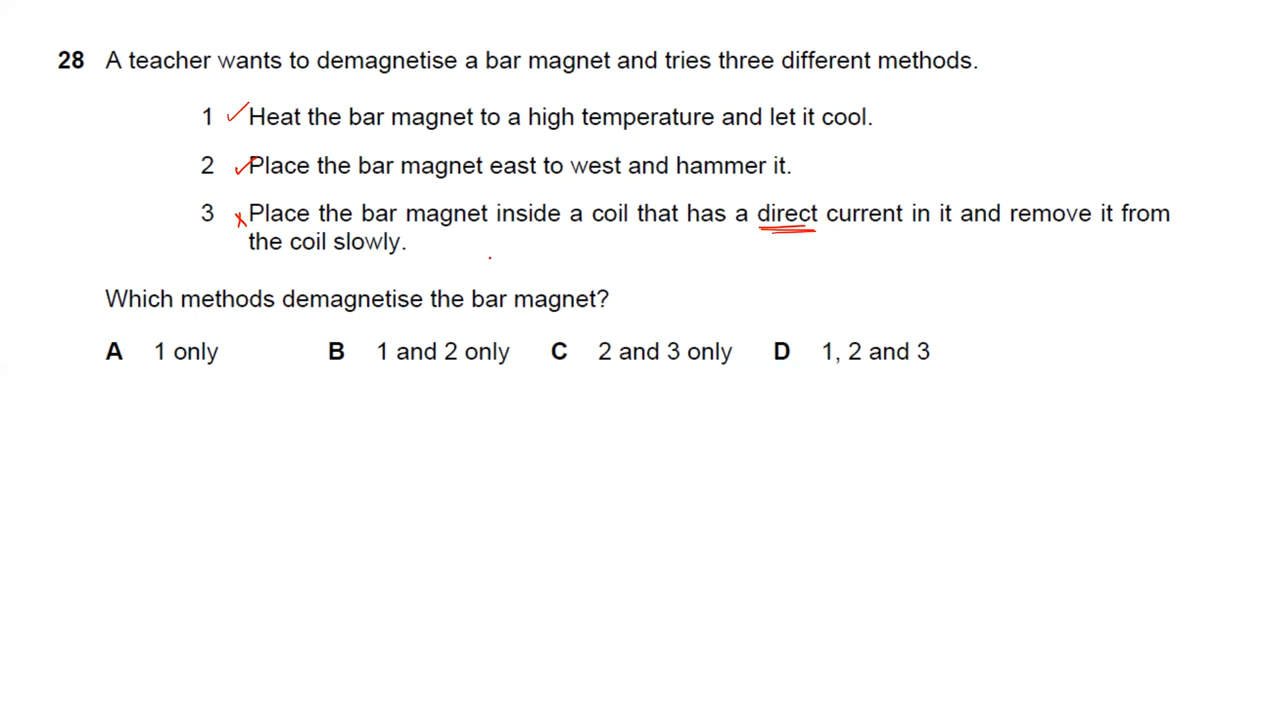 28 A teacher wants to demagnetise a bar magnet and tries three different methods.
1 Heat the bar magnet to a high temperature and let it cool.
2 Place the bar magnet east to west and hammer it.
3 Place the bar magnet inside a coil that has a direct current in it and remove it from
the coil slowly.
Which methods demagnetise the bar magnet?
A 1 only B 1 and 2 only C 2 and 3 only D 1, 2 and 3